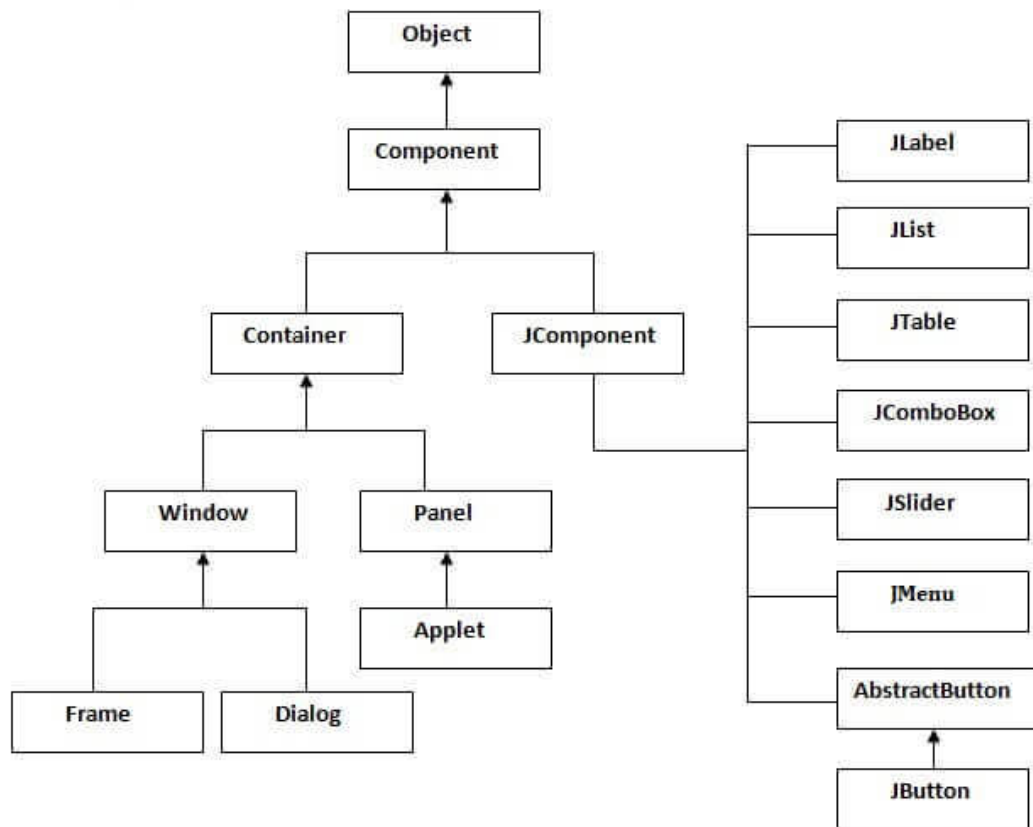 Object
Component
Container
JComponent
Window
Panel
Applet
Frame
Dialog
JLabel
JList
JTable
JComboBox
JSlider
JMenu
AbstractButton
JButton